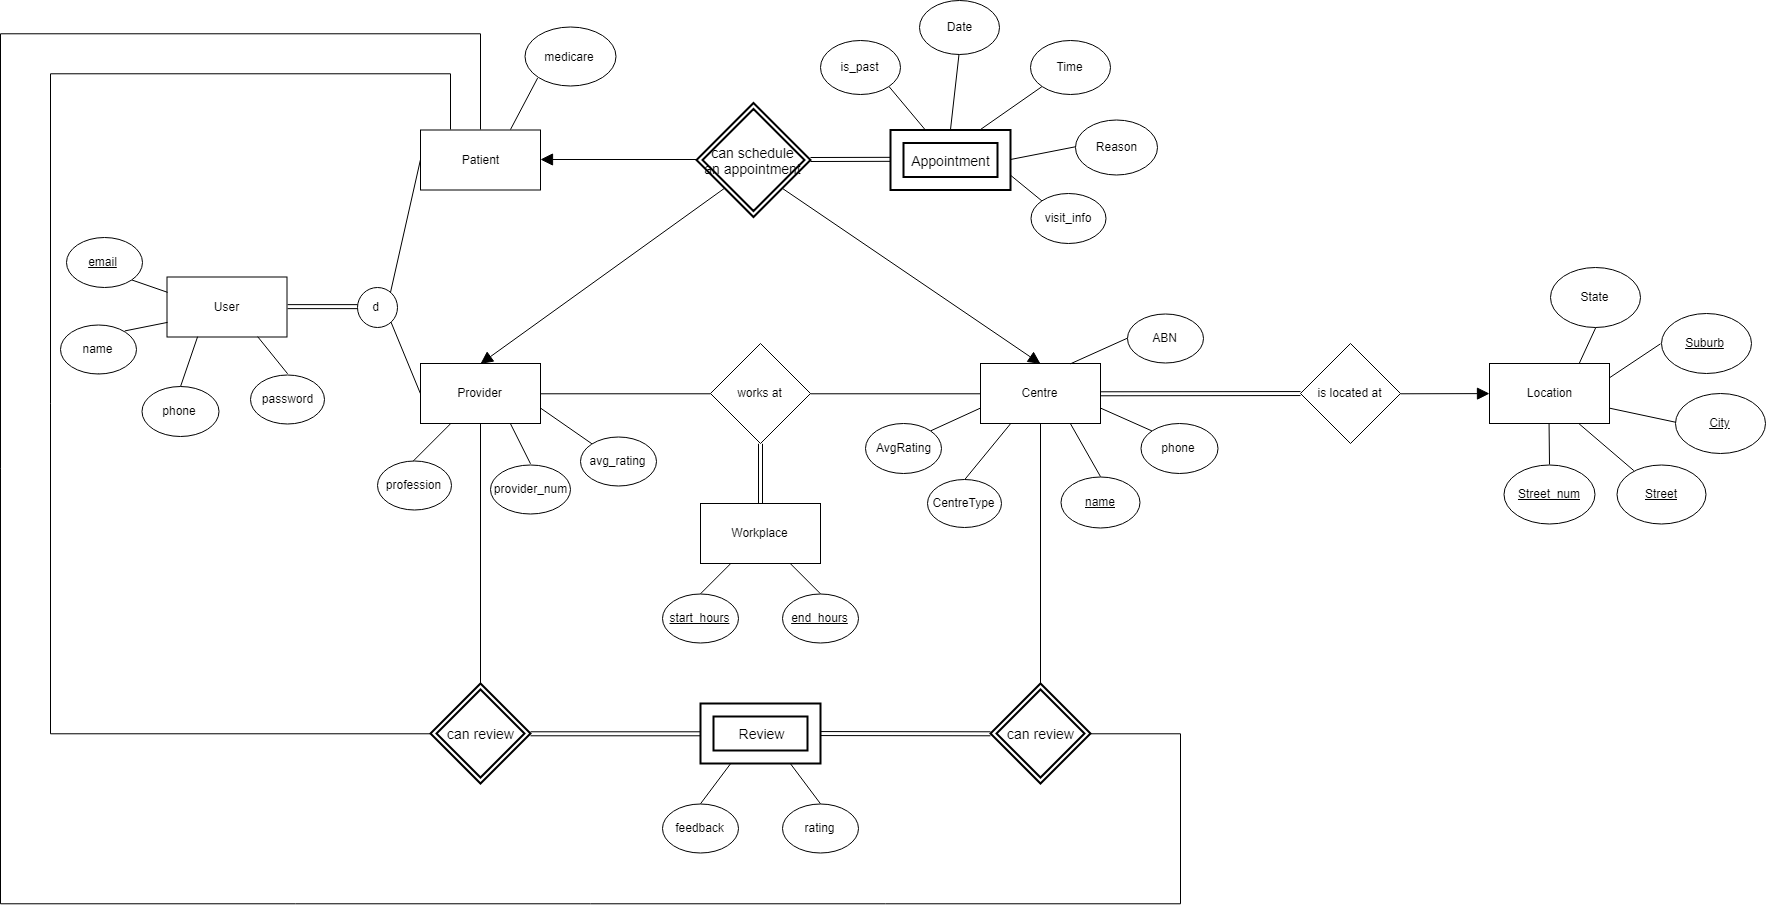 Date
medicare
is_past
Time
Patient
can schedule
an appointment
Appointment
Reason
visit_info
email
User
d
State
name
ABN
Suburb
phone
password
Provider
works at
Centre
is located at
Location
City
AvgRating
phone
profession
provider_num
avg_rating
CentreType
name
Street_num
Street
Workplace
start_hours
end_hours
can review
Review
can review
feedback
rating